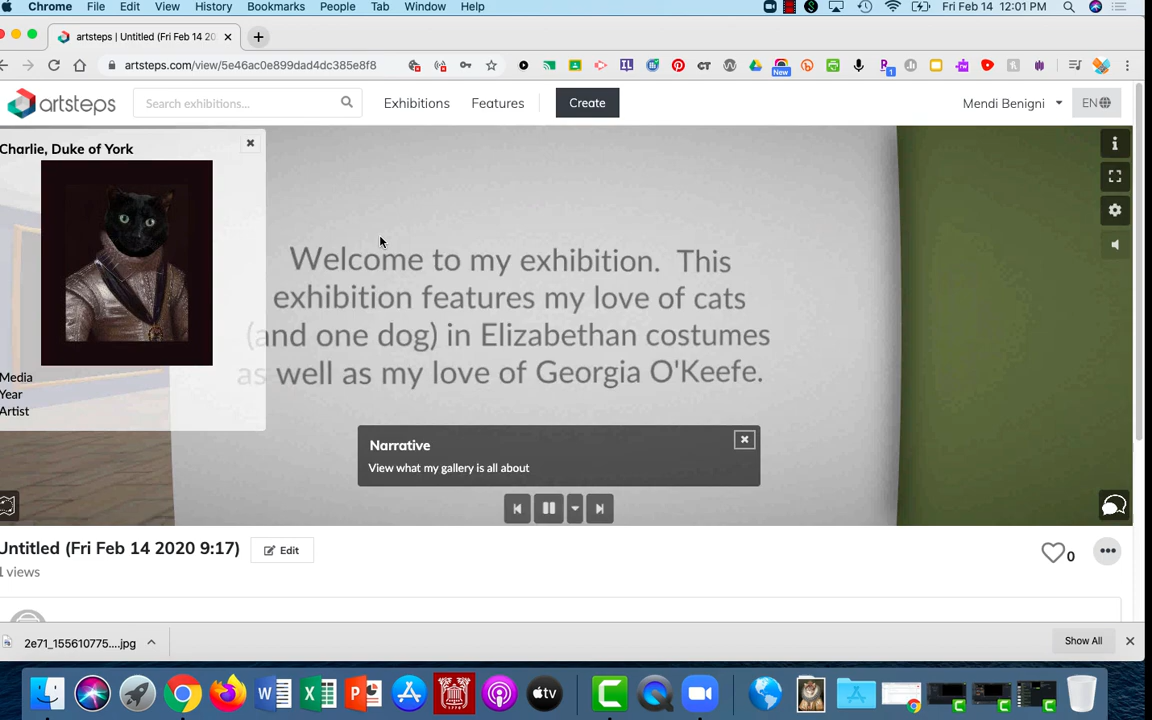 Chrome File Edit View History Bookmarks People Tab Window Help Fri Feb 14 12:01 PM
artsteps | Untitled (Fri Feb 14 20
artsteps.com/view/5e46ac0e899dad4dc385e8f8
New
1
artsteps Search exhibitions... Exhibitions Features Create Mendi Benigni EN
Charlie, Duke of York
Media
Year
Artist
Welcome to my exhibition. This
exhibition features my love of cats
(and one dog) in Elizabethan costumes
as well as my love of Georgia O'Keefe.
Narrative
View what my gallery is all about
Untitled (Fri Feb 14 2020 9:17) Edit
0
1 views
2e71_155610775....jpg Show All